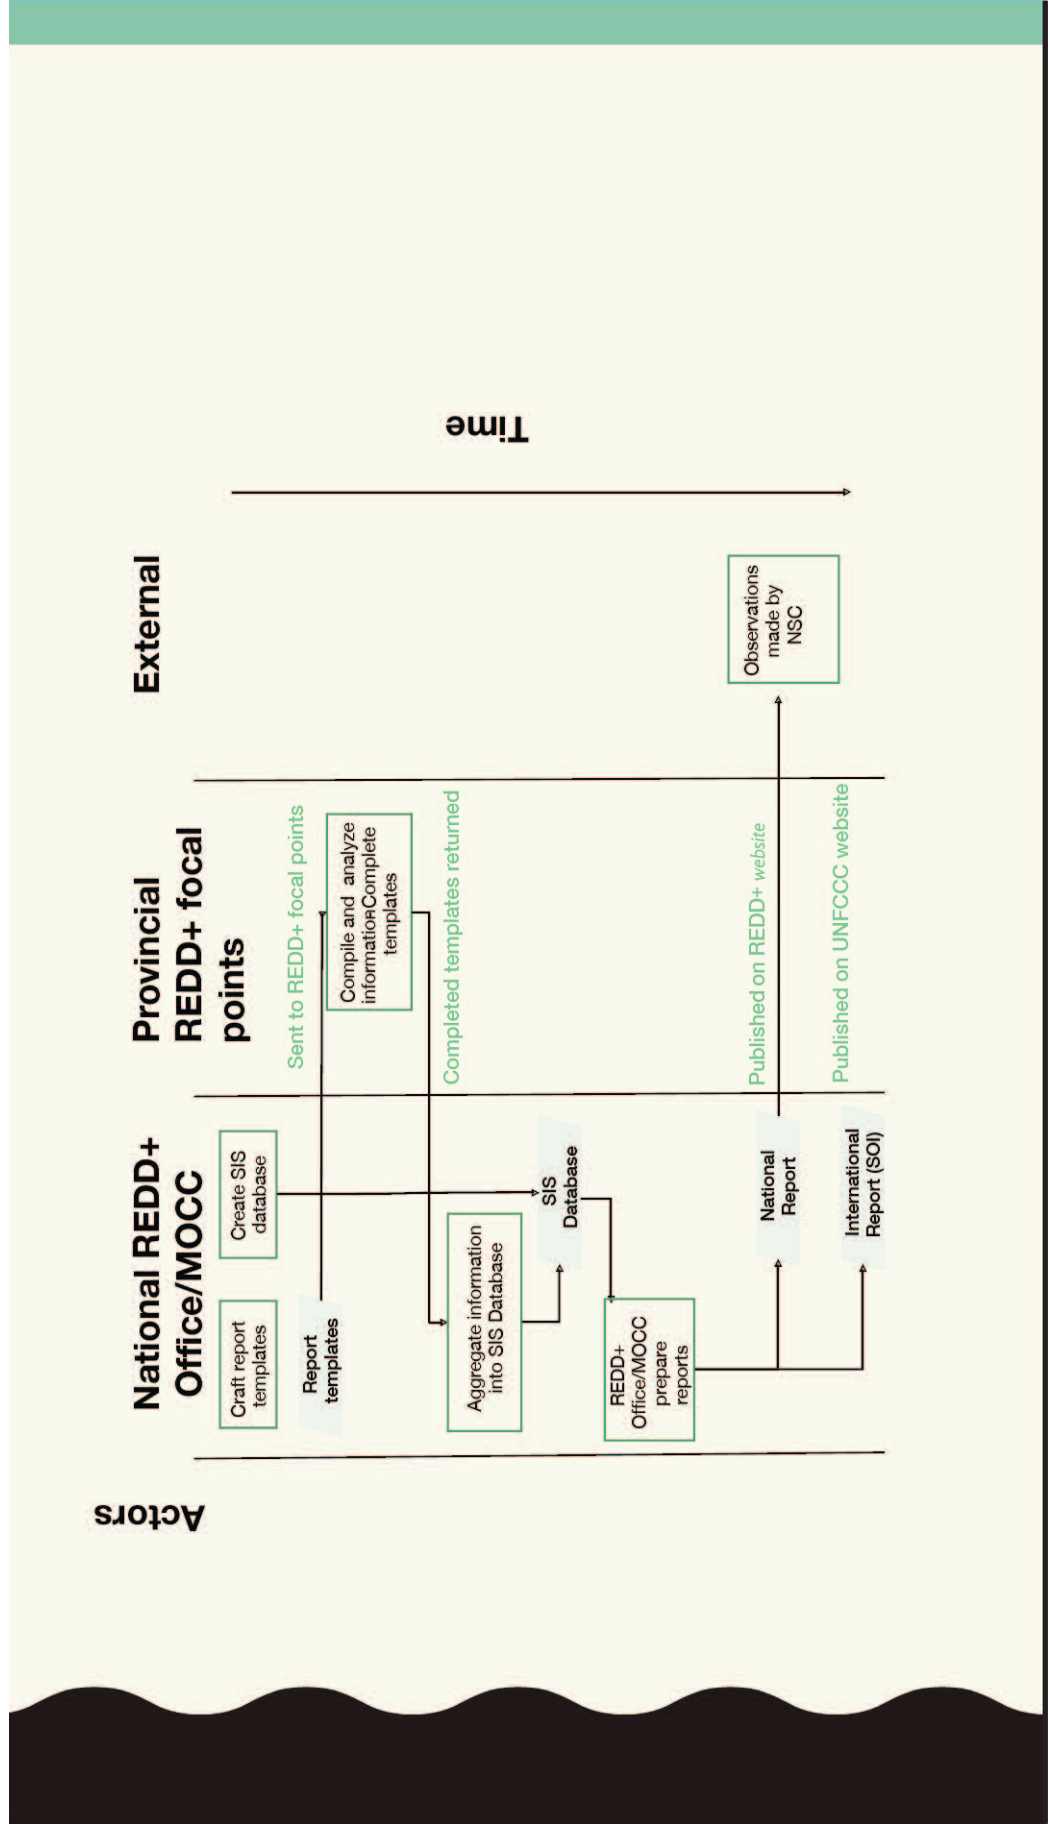 Actors
National REDD+
Office/MOCC
Provincial
REDD+ focal
points
External
Time
Craft report
templates
Create SIS
database
Report
templates
Sent to REDD+ focal points
Compile and analyze
informationComplete
templates
Completed templates returned
Aggregate information
into SIS Database
SIS
Database
REDD+
Office/MOCC
prepare
reports
National
Report
Published on REDD+ website
Observations
made by
NSC
International
Report (SOI)
Published on UNFCCC website